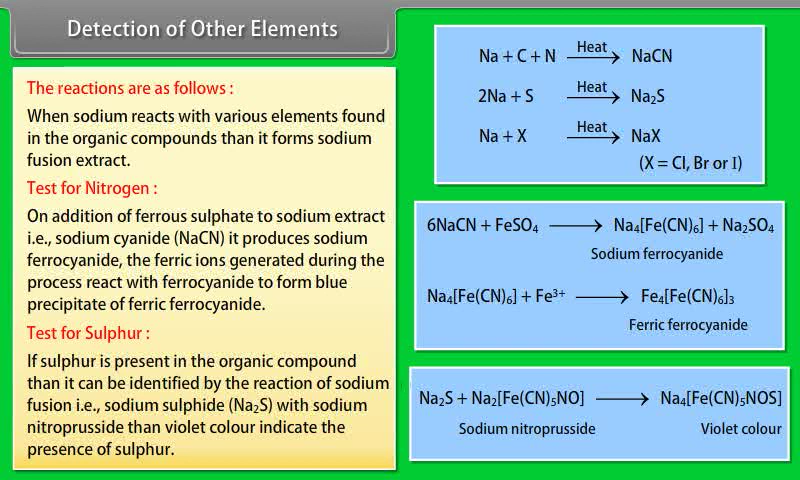 Detection of Other Elements
The reactions are as follows :
When sodium reacts with various elements found
in the organic compounds than it forms sodium
fusion extract.
Test for Nitrogen :
On addition of ferrous sulphate to sodium extract
i.e., sodium cyanide (NaCN) it produces sodium
ferrocyanide, the ferric ions generated during the
process react with ferrocyanide to form blue
precipitate of ferric ferrocyanide.
Test for Sulphur :
If sulphur is present in the organic compound
than it can be identified by the reaction of sodium
fusion i.e., sodium sulphide (Na₂S) with sodium
nitroprusside than violet colour indicate the
presence of sulphur.
Na + C + N —Heat→ NaCN
2Na + S —Heat→ Na₂S
Na + X —Heat→ NaX
(X = Cl, Br or I)
6NaCN + FeSO₄ ⟶ Na₄[Fe(CN)₆] + Na₂SO₄
Sodium ferrocyanide
Na₄[Fe(CN)₆] + Fe³⁺ ⟶ Fe₄[Fe(CN)₆]₃
Ferric ferrocyanide
Na₂S + Na₂[Fe(CN)₅NO] ⟶ Na₄[Fe(CN)₅NOS]
Sodium nitroprusside Violet colour